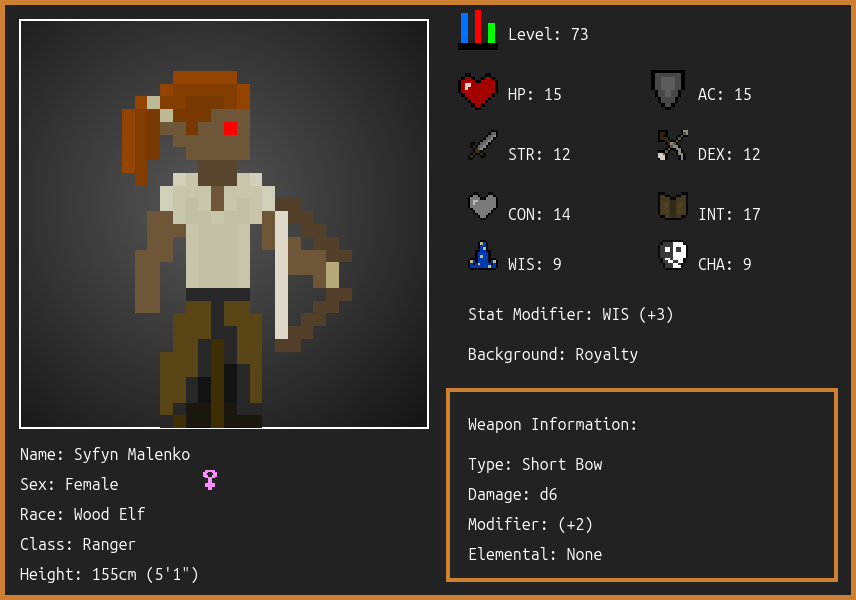 Level: 73
HP: 15
AC: 15
STR: 12
DEX: 12
CON: 14
INT: 17
WIS: 9
CHA: 9
Stat Modifier: WIS (+3)
Background: Royalty
Weapon Information:
Type: Short Bow
Damage: d6
Modifier: (+2)
Elemental: None
Name: Syfyn Malenko
Sex: Female
Race: Wood Elf
Class: Ranger
Height: 155cm (5'1")